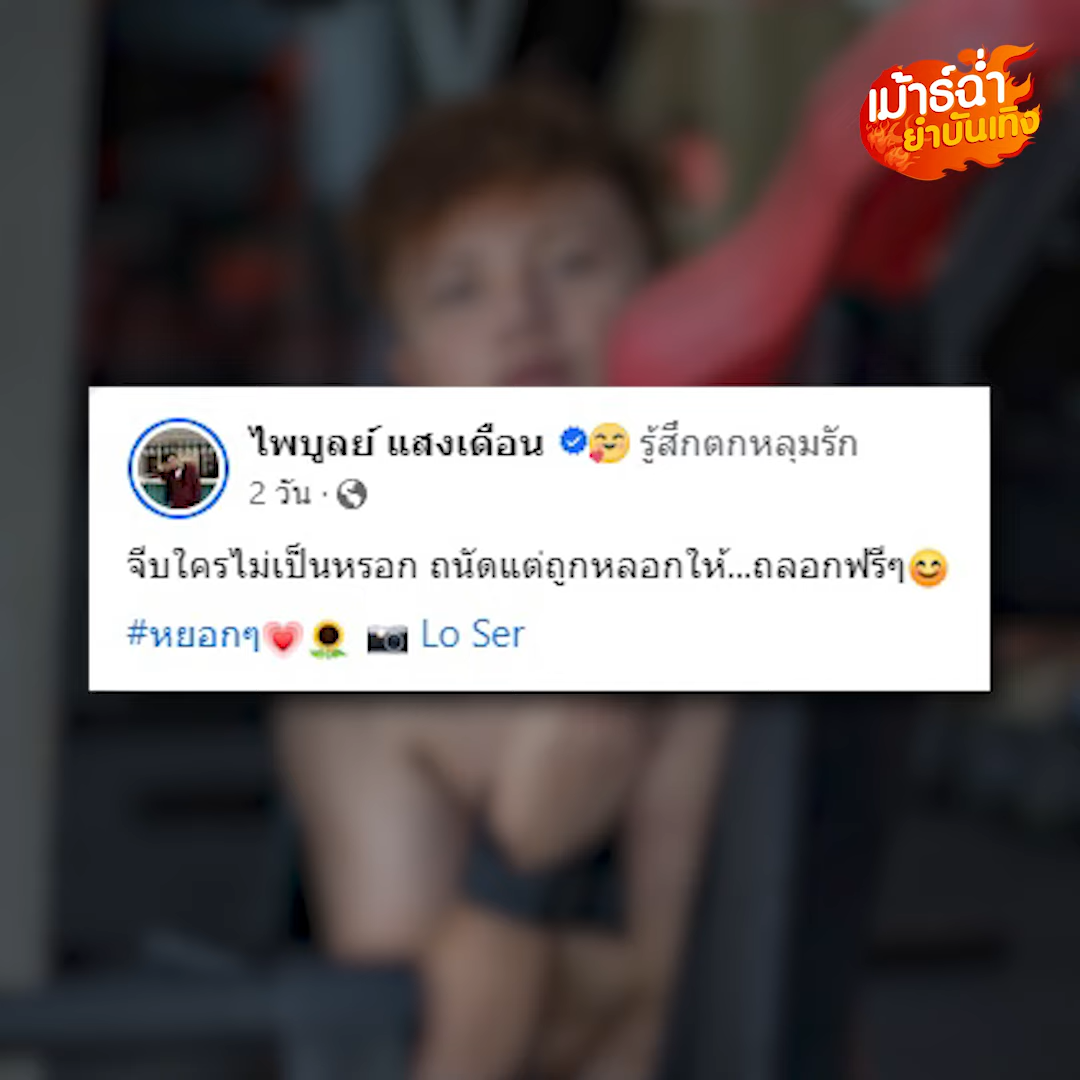 เม้าธ์ฉ่ำ
ยำบันเทิง
ไพบูลย์ แสงเดือน รู้สึกตกหลุมรัก
2 วัน ·
จีบใครไม่เป็นหรอก ถนัดแต่ถูกหลอกให้...ถลอกฟรีๆ😊
#หยอกๆ💗🌻 📷 Lo Ser